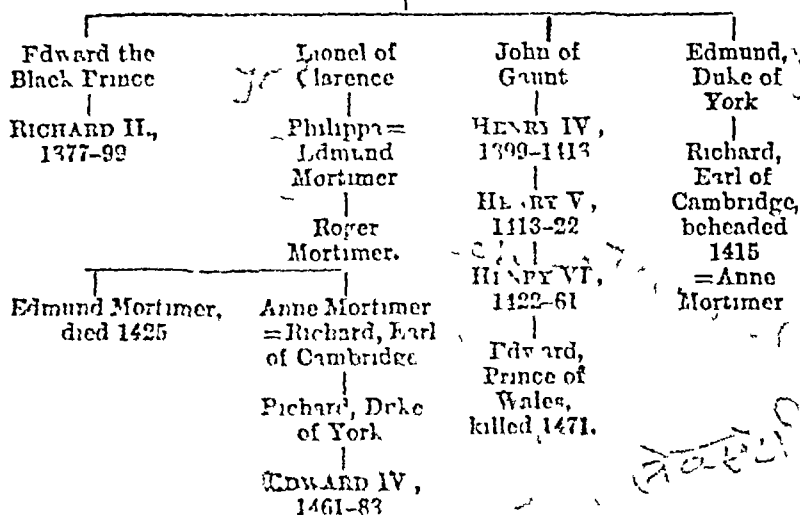 Edward the
Black Prince
RICHARD II.,
1377-99
Lionel of
Clarence
Philippa=
Edmund
Mortimer
Roger
Mortimer.
Edmund Mortimer,
died 1425
Anne Mortimer
=Richard, Earl
of Cambridge
Richard, Duke
of York
EDWARD IV,
1461-83
John of
Gaunt
HENRY IV,
1399-1413
HENRY V,
1413-22
HENRY VI,
1422-61
Edward,
Prince of
Wales,
killed 1471.
Edmund,
Duke of
York
Richard,
Earl of
Cambridge,
beheaded
1415
=Anne
Mortimer